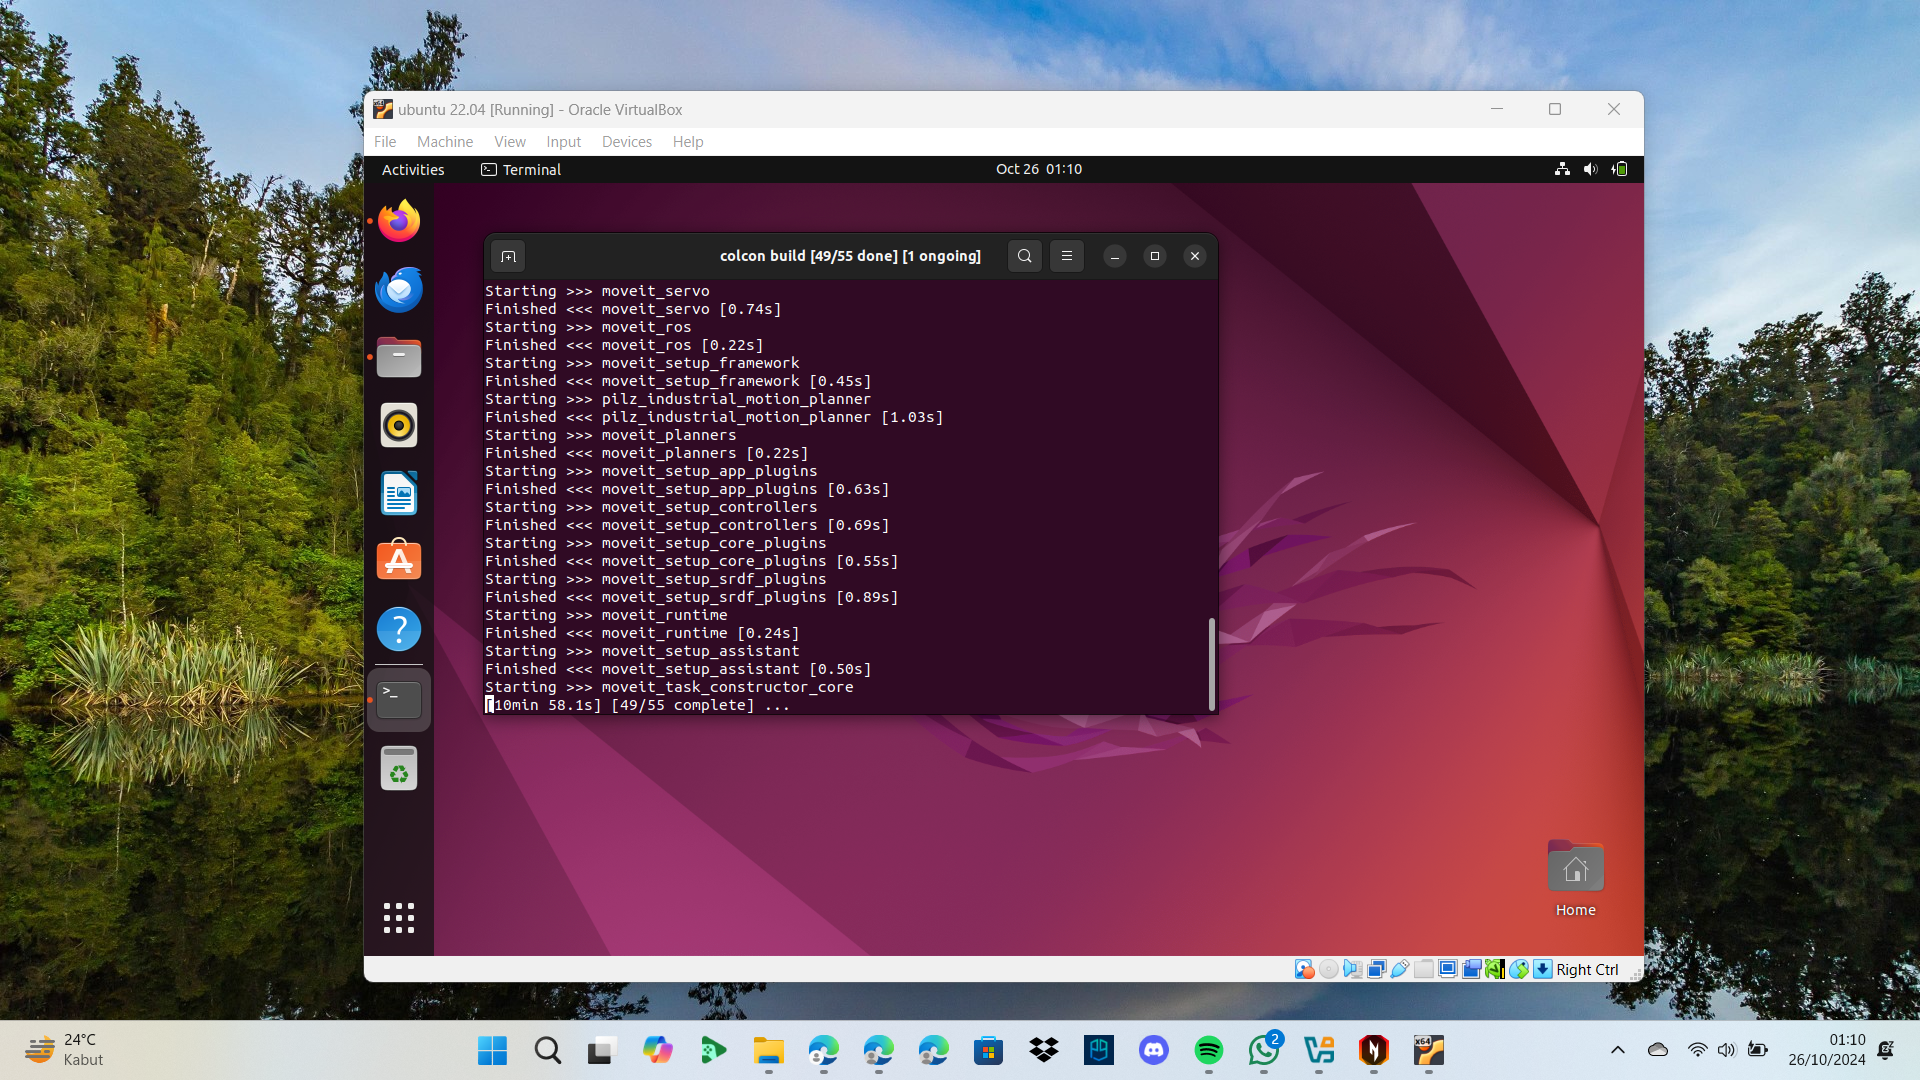 ubuntu 22.04 [Running] - Oracle VirtualBox
File Machine View Input Devices Help
Activities Terminal Oct 26 01:10
colcon build [49/55 done] [1 ongoing]
Starting >>> moveit_servo
Finished <<< moveit_servo [0.74s]
Starting >>> moveit_ros
Finished <<< moveit_ros [0.22s]
Starting >>> moveit_setup_framework
Finished <<< moveit_setup_framework [0.45s]
Starting >>> pilz_industrial_motion_planner
Finished <<< pilz_industrial_motion_planner [1.03s]
Starting >>> moveit_planners
Finished <<< moveit_planners [0.22s]
Starting >>> moveit_setup_app_plugins
Finished <<< moveit_setup_app_plugins [0.63s]
Starting >>> moveit_setup_controllers
Finished <<< moveit_setup_controllers [0.69s]
Starting >>> moveit_setup_core_plugins
Finished <<< moveit_setup_core_plugins [0.55s]
Starting >>> moveit_setup_srdf_plugins
Finished <<< moveit_setup_srdf_plugins [0.89s]
Starting >>> moveit_runtime
Finished <<< moveit_runtime [0.24s]
Starting >>> moveit_setup_assistant
Finished <<< moveit_setup_assistant [0.50s]
Starting >>> moveit_task_constructor_core
[10min 58.1s] [49/55 complete] ...
Home
Right Ctrl
24°C
Kabut
2
x64
01:10
26/10/2024